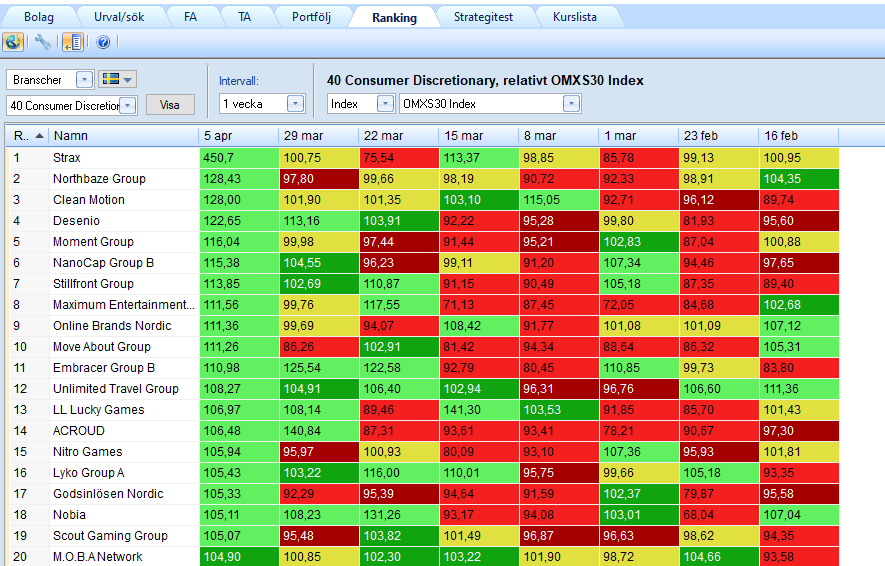 Bolag Urval/sök FA TA Portfölj Ranking Strategitest Kurslista
Branscher Intervall: 40 Consumer Discretionary, relativt OMXS30 Index
40 Consumer Discretior Visa 1 vecka Index OMXS30 Index
R.. Namn 5 apr 29 mar 22 mar 15 mar 8 mar 1 mar 23 feb 16 feb
1 Strax 450,7 100,75 75,54 113,37 98,85 85,78 99,13 100,95
2 Northbaze Group 128,43 97,80 99,66 98,19 90,72 92,33 98,91 104,35
3 Clean Motion 128,00 101,90 101,35 103,10 115,05 92,71 96,12 89,74
4 Desenio 122,65 113,16 103,91 92,22 95,28 99,80 81,93 95,60
5 Moment Group 116,04 99,98 97,44 91,44 95,21 102,83 87,04 100,88
6 NanoCap Group B 115,38 104,55 96,23 99,11 91,20 107,34 94,46 97,65
7 Stillfront Group 113,85 102,69 110,87 91,15 90,49 105,18 87,35 89,40
8 Maximum Entertainment... 111,56 99,76 117,55 71,13 87,45 72,05 84,68 102,68
9 Online Brands Nordic 111,36 99,69 94,07 108,42 91,77 101,08 101,09 107,12
10 Move About Group 111,26 86,26 102,91 81,42 94,34 88,64 86,32 105,31
11 Embracer Group B 110,98 125,54 122,58 92,79 80,45 110,85 99,73 83,80
12 Unlimited Travel Group 108,27 104,91 106,40 102,94 96,31 96,76 106,60 111,36
13 LL Lucky Games 106,97 108,14 89,46 141,30 103,53 91,85 85,70 101,43
14 ACROUD 106,48 140,84 87,31 93,61 93,41 78,21 90,67 97,30
15 Nitro Games 105,94 95,97 100,93 80,09 93,10 107,36 95,93 101,81
16 Lyko Group A 105,43 103,22 116,00 110,01 95,75 99,66 105,18 93,35
17 Godsinlösen Nordic 105,33 92,29 95,39 94,64 91,59 102,37 79,87 95,58
18 Nobia 105,11 108,23 131,26 93,17 94,08 103,01 68,04 107,04
19 Scout Gaming Group 105,07 95,48 103,82 101,49 96,87 96,63 98,62 94,35
20 M.O.B.A Network 104,90 100,85 102,30 103,22 101,90 98,72 104,66 93,58